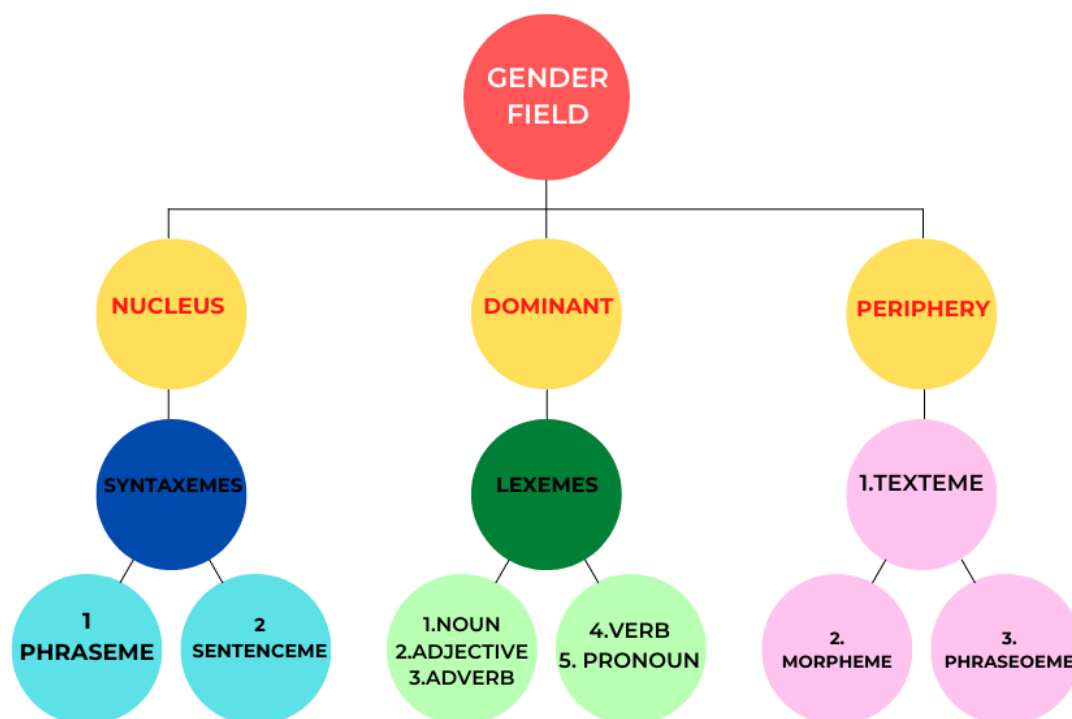 GENDER
FIELD
NUCLEUS
DOMINANT
PERIPHERY
SYNTAXEMES
LEXEMES
1.TEXTEME
1
PHRASEME
2
SENTENCEME
1.NOUN
2.ADJECTIVE
3.ADVERB
4.VERB
5. PRONOUN
2.
MORPHEME
3.
PHRASEOEME